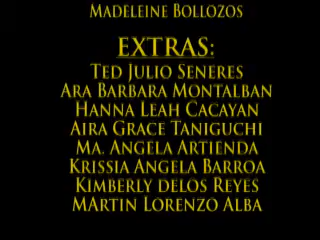 MADELEINE BOLLOZOS
EXTRAS:
TED JULIO SENERES
ARA BARBARA MONTALBAN
HANNA LEAH CACAYAN
AIRA GRACE TANIGUCHI
MA. ANGELA ARTIENDA
KRISSIA ANGELA BARROA
KIMBERLY DELOS REYES
MARTIN LORENZO ALBA